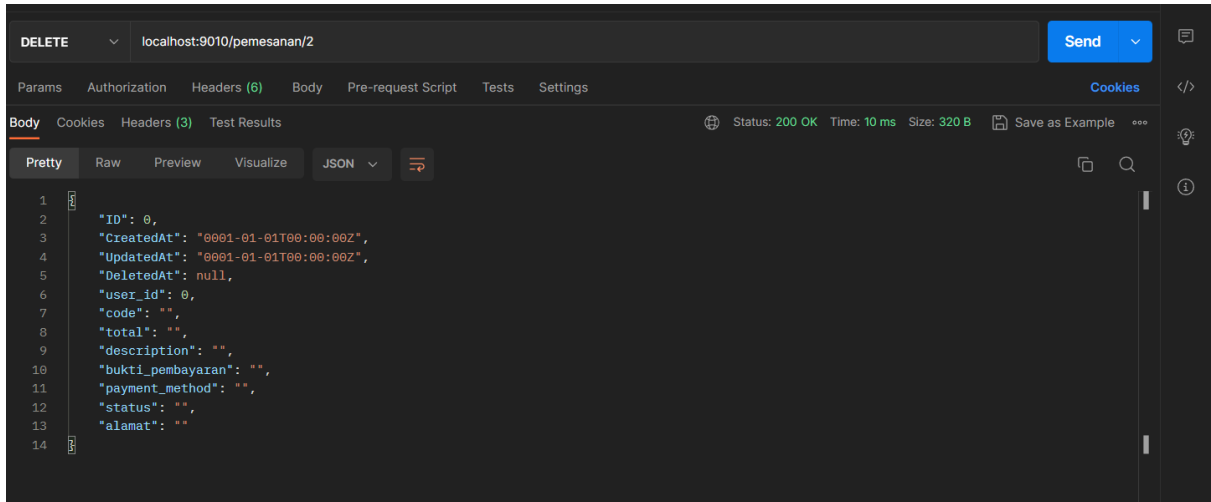 DELETE localhost:9010/pemesanan/2 Send
Params Authorization Headers (6) Body Pre-request Script Tests Settings Cookies
Body Cookies Headers (3) Test Results Status: 200 OK Time: 10 ms Size: 320 B Save as Example
Pretty Raw Preview Visualize JSON
1 {
2 "ID": 0,
3 "CreatedAt": "0001-01-01T00:00:00Z",
4 "UpdatedAt": "0001-01-01T00:00:00Z",
5 "DeletedAt": null,
6 "user_id": 0,
7 "code": "",
8 "total": "",
9 "description": "",
10 "bukti_pembayaran": "",
11 "payment_method": "",
12 "status": "",
13 "alamat": ""
14 }